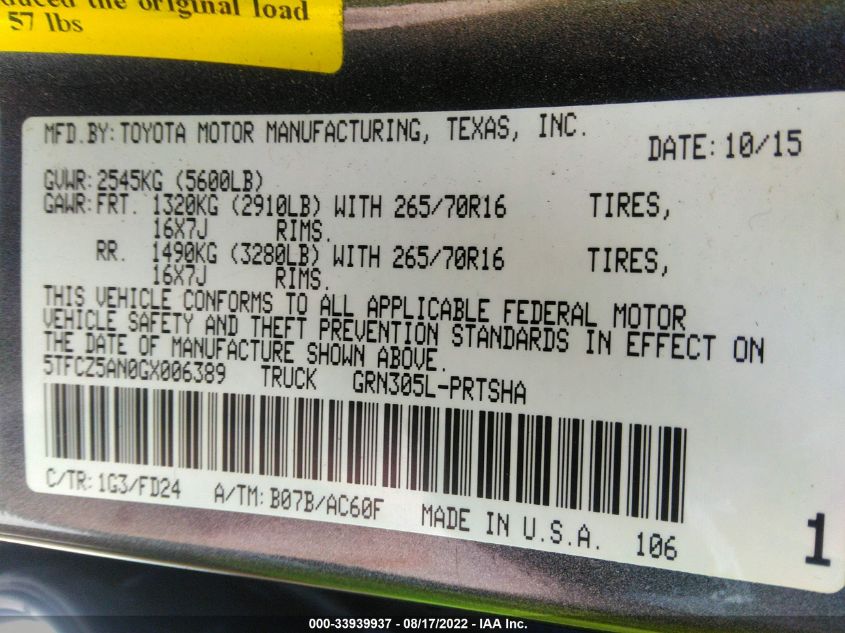 duced the original load
57 lbs
MFD.BY: TOYOTA MOTOR MANUFACTURING, TEXAS, INC.
DATE: 10/15
GVWR: 2545KG (5600LB)
GAWR: FRT. 1320KG (2910LB) WITH 265/70R16 TIRES,
16X7J RIMS.
RR. 1490KG (3280LB) WITH 265/70R16 TIRES,
16X7J RIMS.
THIS VEHICLE CONFORMS TO ALL APPLICABLE FEDERAL MOTOR
VEHICLE SAFETY AND THEFT PREVENTION STANDARDS IN EFFECT ON
THE DATE OF MANUFACTURE SHOWN ABOVE.
5TFCZ5AN0GX006389 TRUCK GRN305L-PRTSHA
C/TR: 1G3/FD24 A/TM: B07B/AC60F MADE IN U.S.A. 106
1
000-33939937 - 08/17/2022 - IAA Inc.